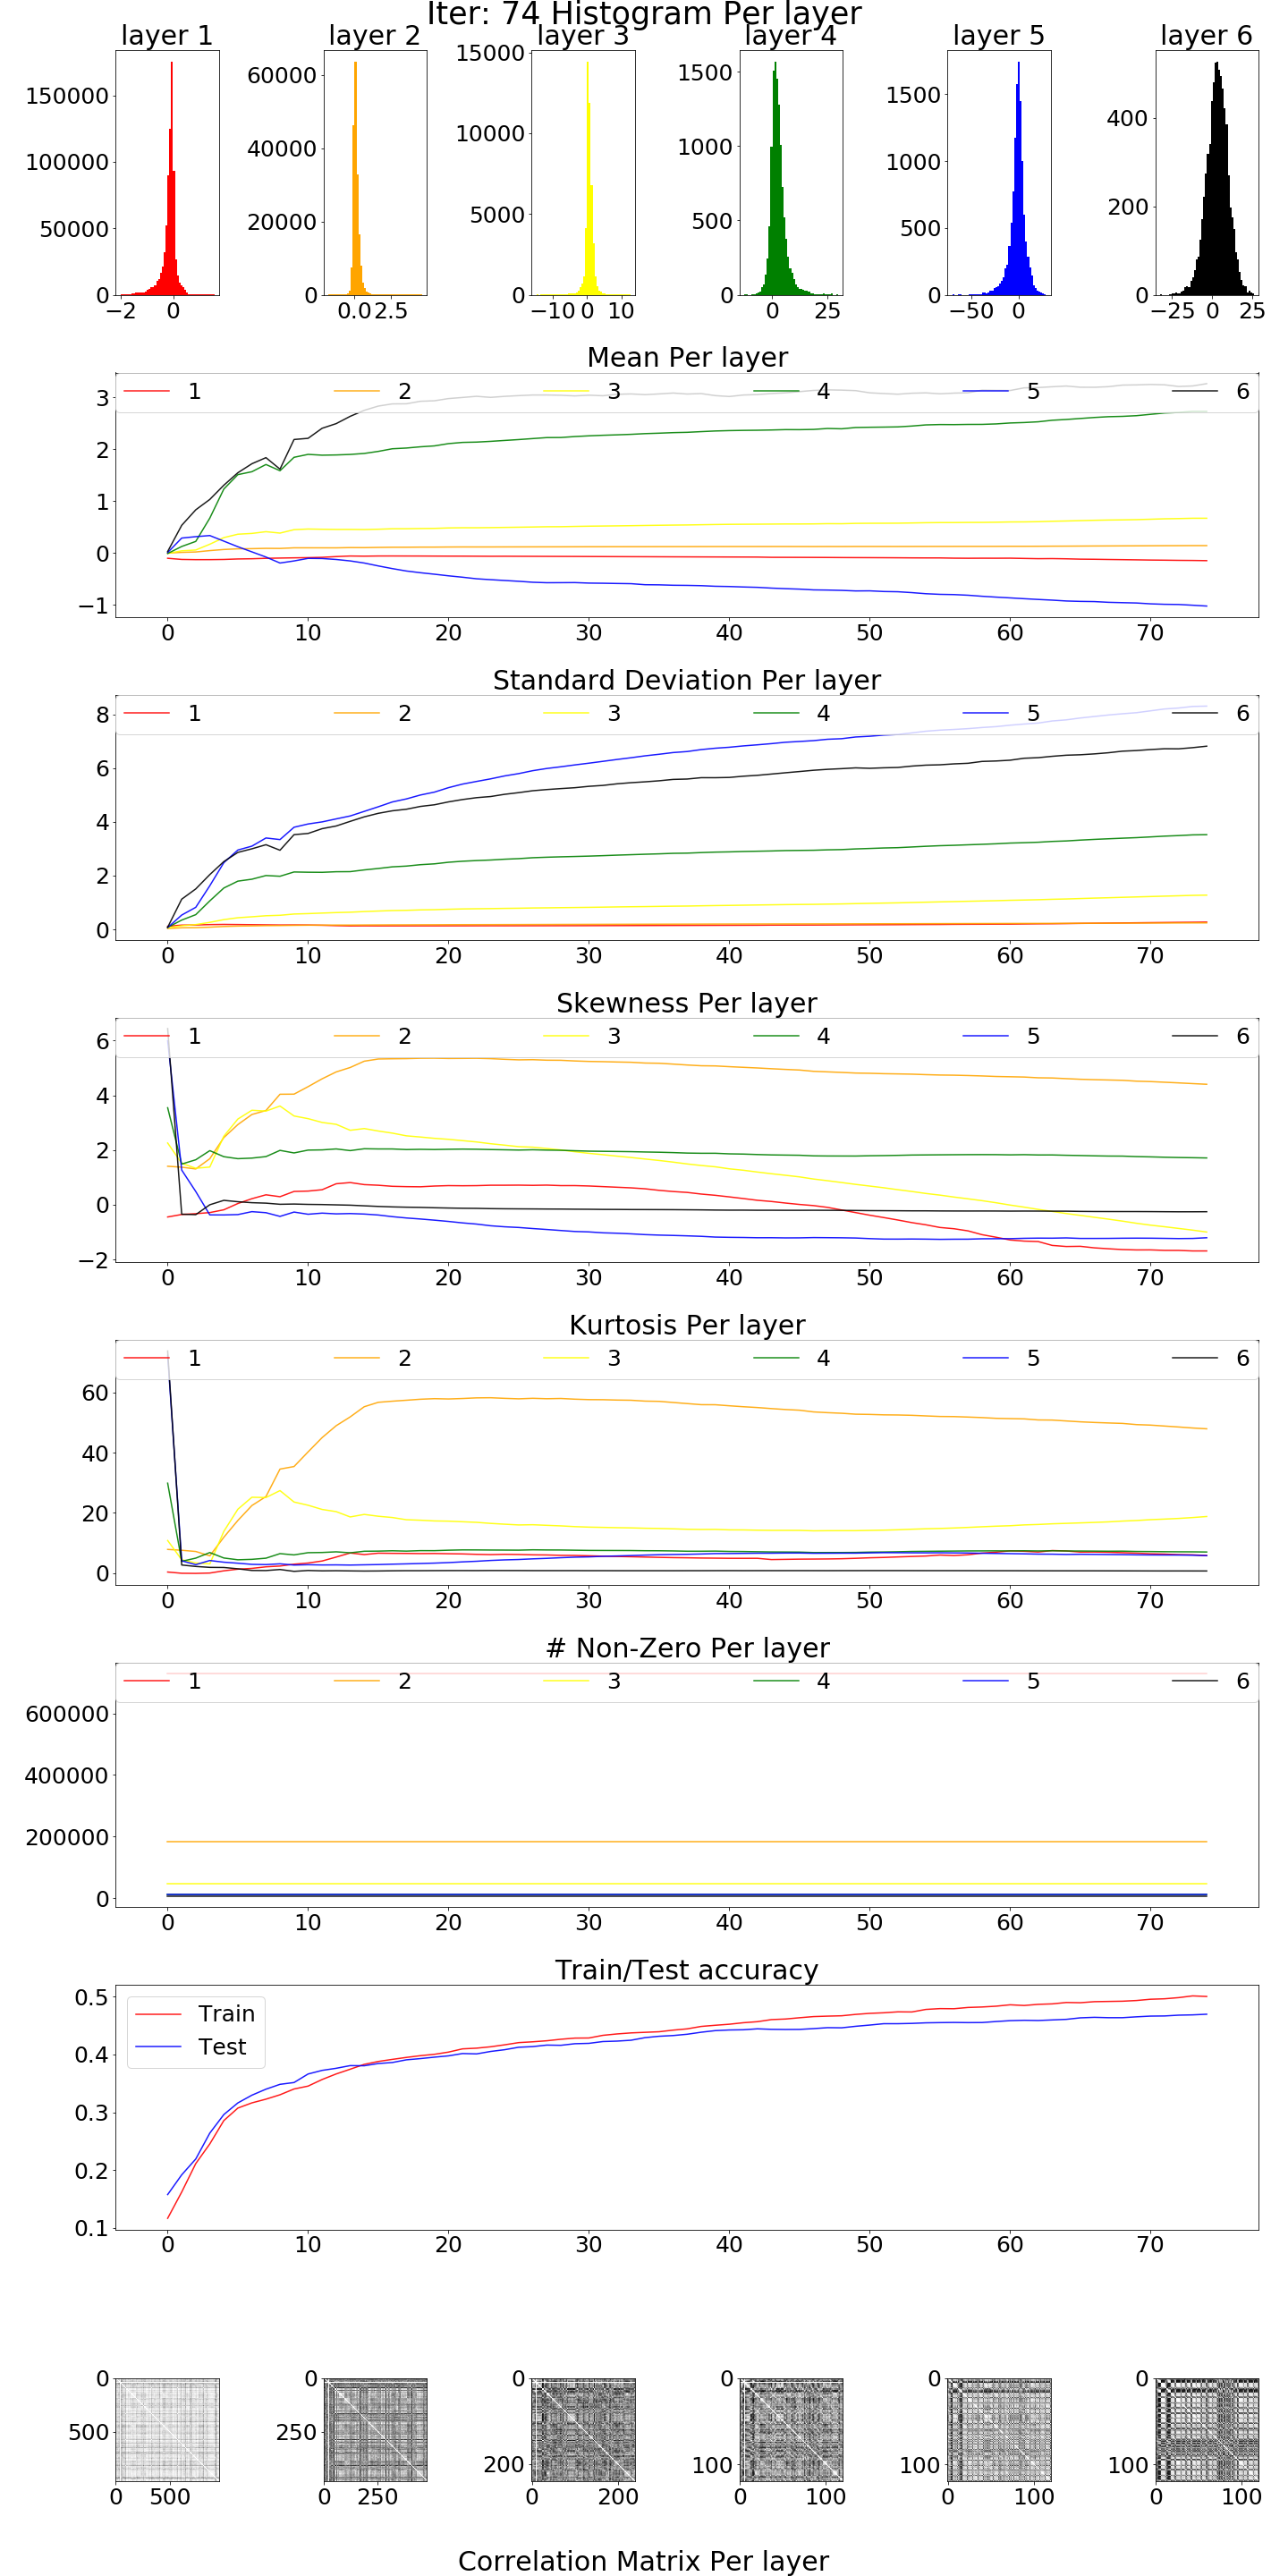 Iter: 74 Histogram Per layer
layer 1 layer 2 layer 3 layer 4 layer 5 layer 6
150000 100000 50000 0 −2 0
60000 40000 20000 0 0.0 2.5
15000 10000 5000 0 −10 0 10
1500 1000 500 0 0 25
1500 1000 500 0 −50 0
400 200 0 −25 0 25
Mean Per layer
1 2 3 4 5 6
3
2
1
0
−1
0 10 20 30 40 50 60 70
Standard Deviation Per layer
1 2 3 4 5 6
8
6
4
2
0
0 10 20 30 40 50 60 70
Skewness Per layer
1 2 3 4 5 6
6
4
2
0
−2
0 10 20 30 40 50 60 70
Kurtosis Per layer
1 2 3 4 5 6
60
40
20
0
0 10 20 30 40 50 60 70
# Non-Zero Per layer
1 2 3 4 5 6
600000
400000
200000
0
0 10 20 30 40 50 60 70
Train/Test accuracy
Train
Test
0.5
0.4
0.3
0.2
0.1
0 10 20 30 40 50 60 70
0 500 0 500
0 250 0 250
0 200 0 200
0 100 0 100
0 100 0 100
0 100 0 100
Correlation Matrix Per layer